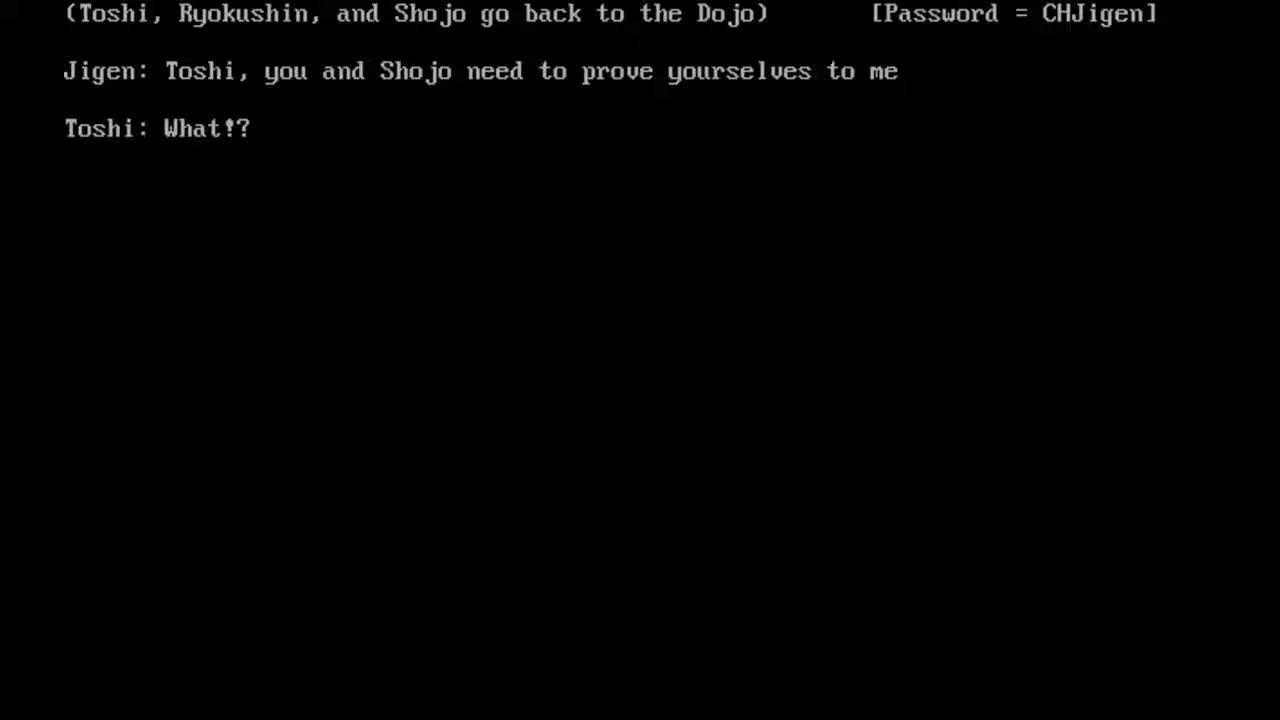 (Toshi, Ryokushin, and Shojo go back to the Dojo) [Password = CHJigen]
Jigen: Toshi, you and Shojo need to prove yourselves to me
Toshi: What!?